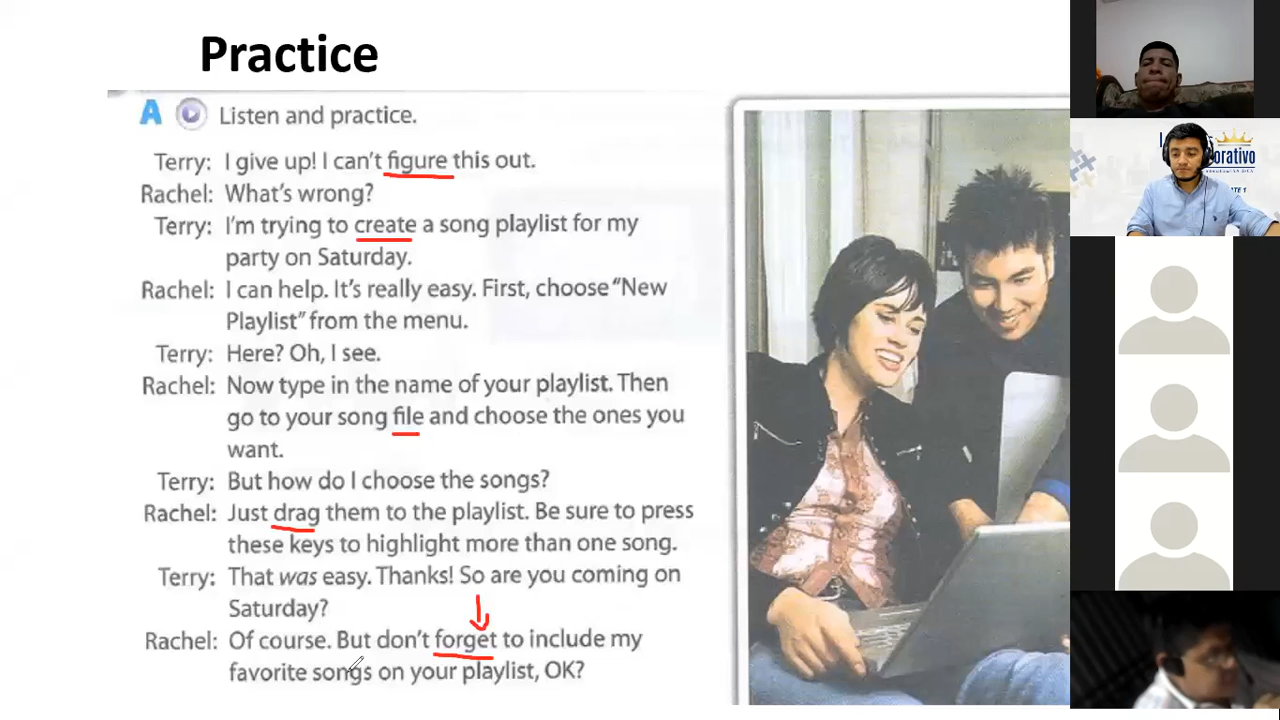 Practice
A Listen and practice.
Terry: I give up! I can't figure this out.
Rachel: What's wrong?
Terry: I'm trying to create a song playlist for my
party on Saturday.
Rachel: I can help. It's really easy. First, choose “New
Playlist” from the menu.
Terry: Here? Oh, I see.
Rachel: Now type in the name of your playlist. Then
go to your song file and choose the ones you
want.
Terry: But how do I choose the songs?
Rachel: Just drag them to the playlist. Be sure to press
these keys to highlight more than one song.
Terry: That was easy. Thanks! So are you coming on
Saturday?
Rachel: Of course. But don't forget to include my
favorite songs on your playlist, OK?